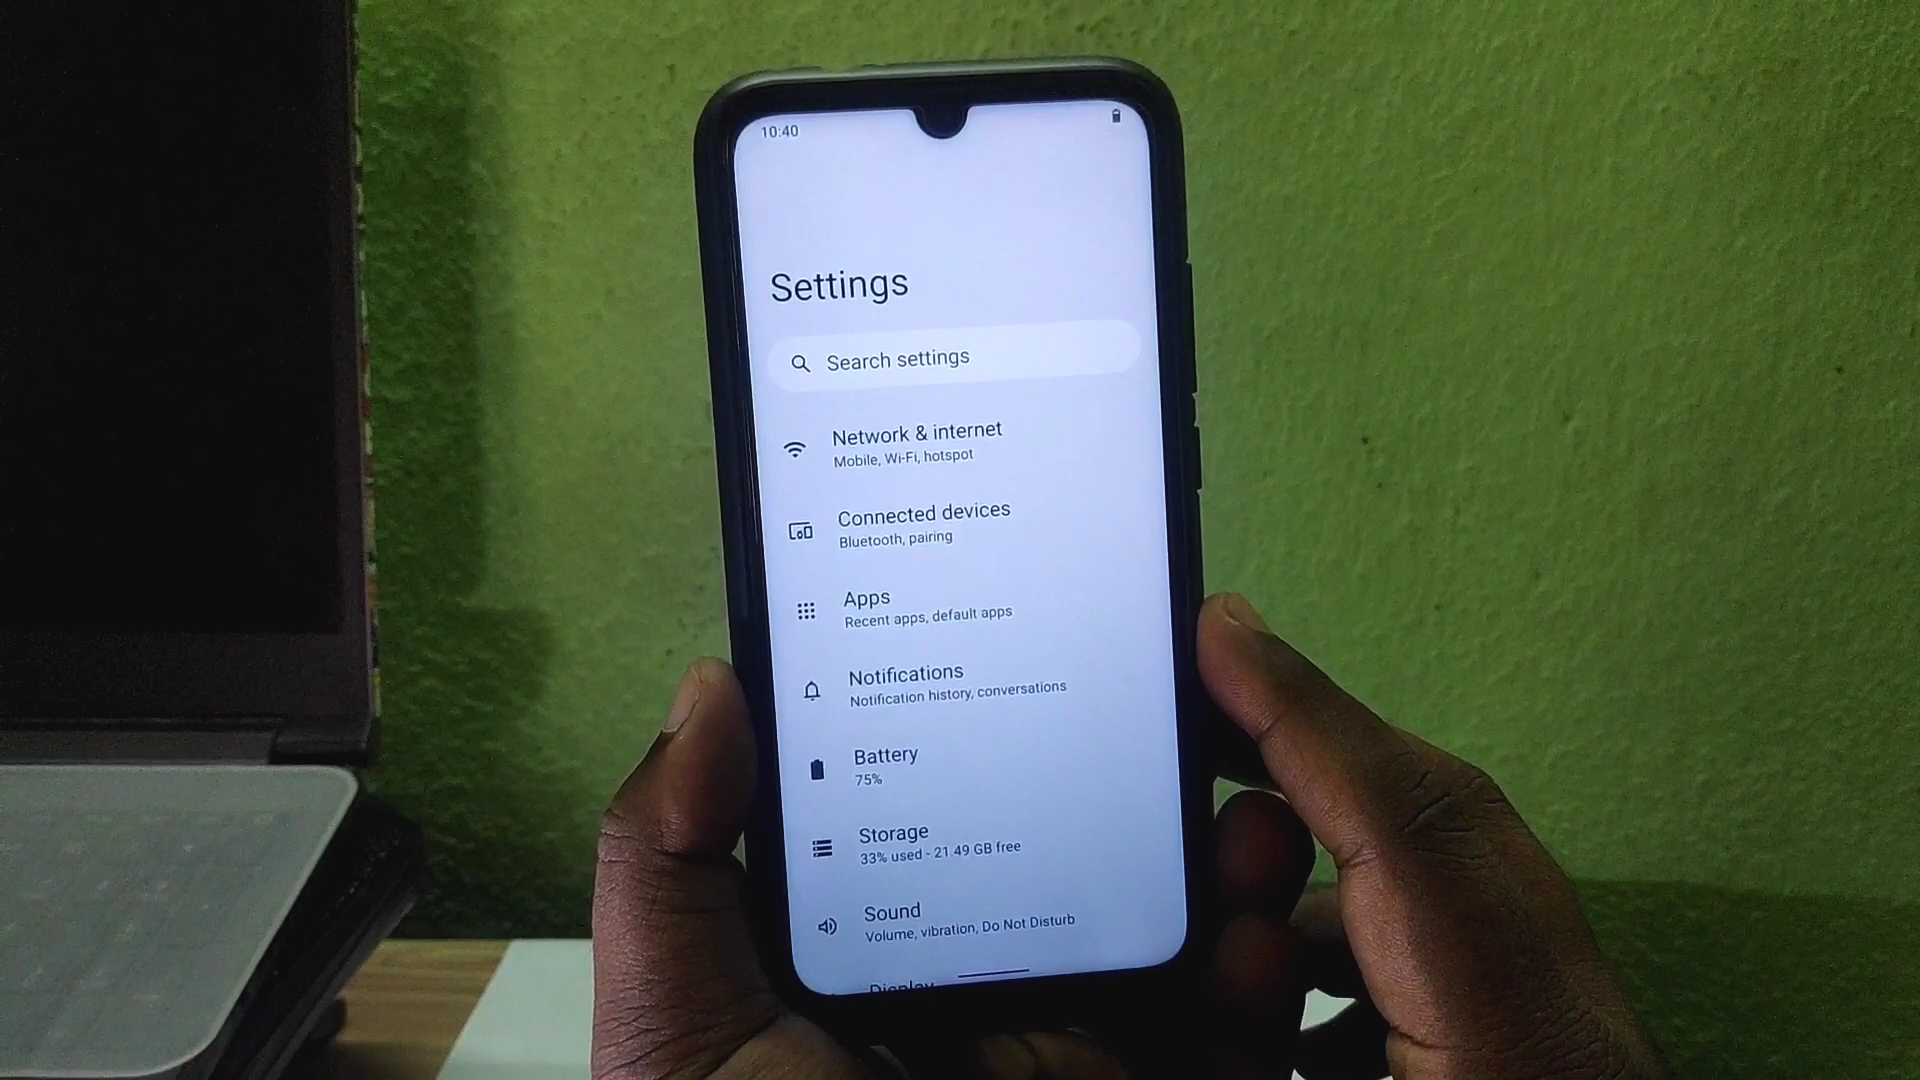 10:40
Settings
Search settings
Network & internet
Mobile, Wi-Fi, hotspot
Connected devices
Bluetooth, pairing
Apps
Recent apps, default apps
Notifications
Notification history, conversations
Battery
75%
Storage
33% used - 21.49 GB free
Sound
Volume, vibration, Do Not Disturb
Display